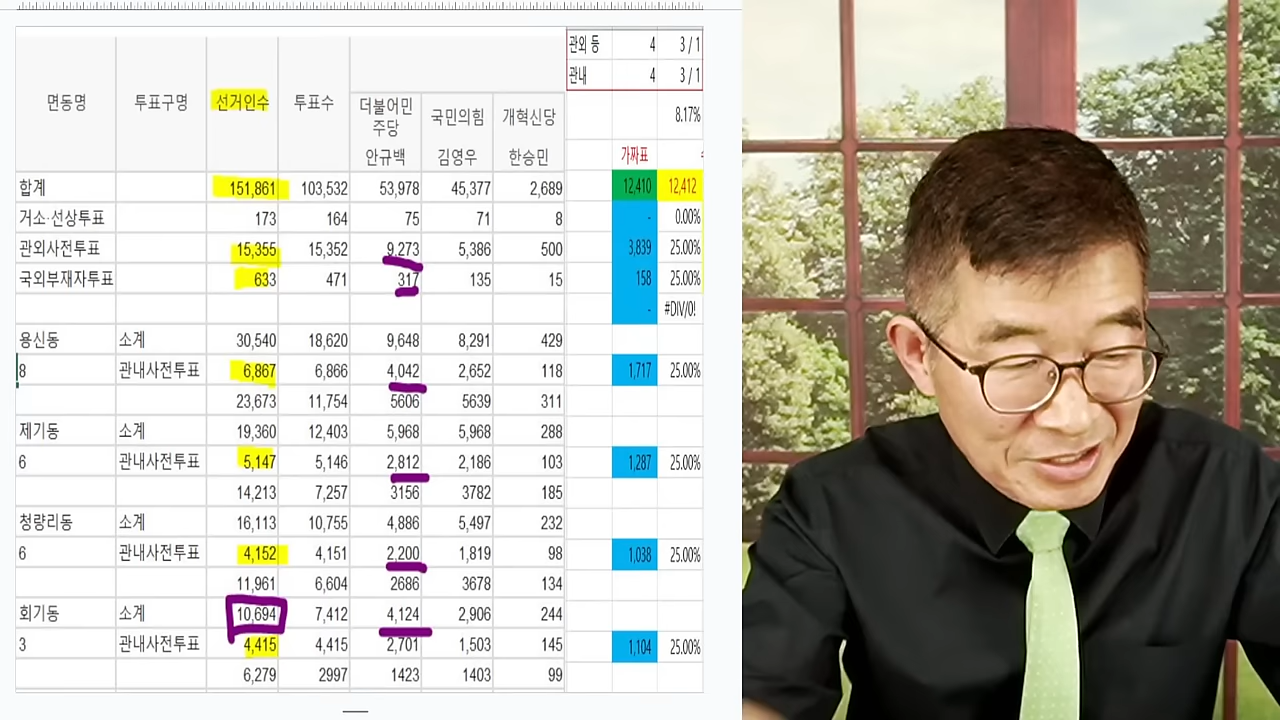 관외 등 4 3 / 1
관내 4 3 / 1
8.17%
면동명 투표구명 선거인수 투표수 더불어민주당 안규백 국민의힘 김영우 개혁신당 한승민 가짜표
합계 151,861 103,532 53,978 45,377 2,689 12,410 12,412
거소·선상투표 173 164 75 71 8 - 0.00%
관외사전투표 15,355 15,352 9,273 5,386 500 3,839 25.00%
국외부재자투표 633 471 317 135 15 158 25.00%
- #DIV/0!
용신동 소계 30,540 18,620 9,648 8,291 429
8 관내사전투표 6,867 6,866 4,042 2,652 118 1,717 25.00%
23,673 11,754 5606 5639 311
제기동 소계 19,360 12,403 5,968 5,968 288
6 관내사전투표 5,147 5,146 2,812 2,186 103 1,287 25.00%
14,213 7,257 3156 3782 185
청량리동 소계 16,113 10,755 4,886 5,497 232
6 관내사전투표 4,152 4,151 2,200 1,819 98 1,038 25.00%
11,961 6,604 2686 3678 134
회기동 소계 10,694 7,412 4,124 2,906 244
3 관내사전투표 4,415 4,415 2,701 1,503 145 1,104 25.00%
6,279 2997 1423 1403 99